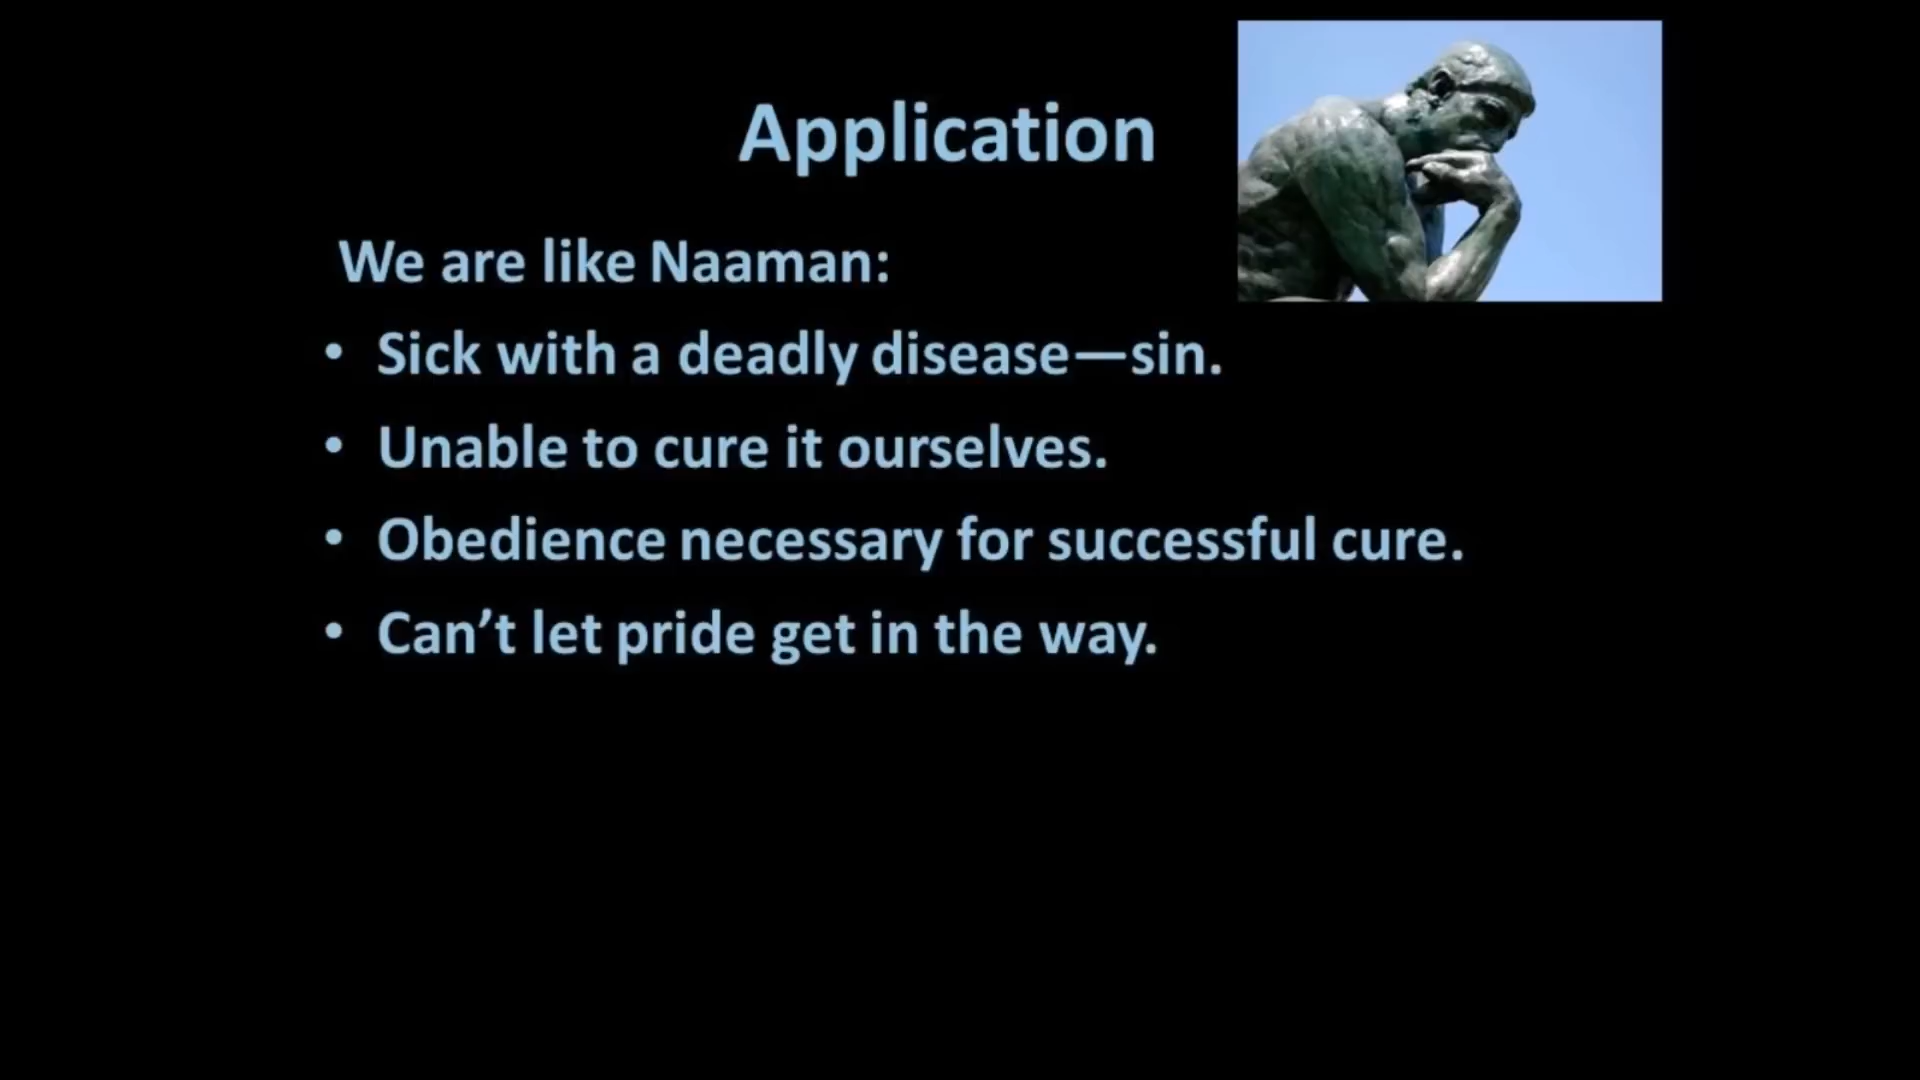 Application
We are like Naaman:
• Sick with a deadly disease—sin.
• Unable to cure it ourselves.
• Obedience necessary for successful cure.
• Can’t let pride get in the way.